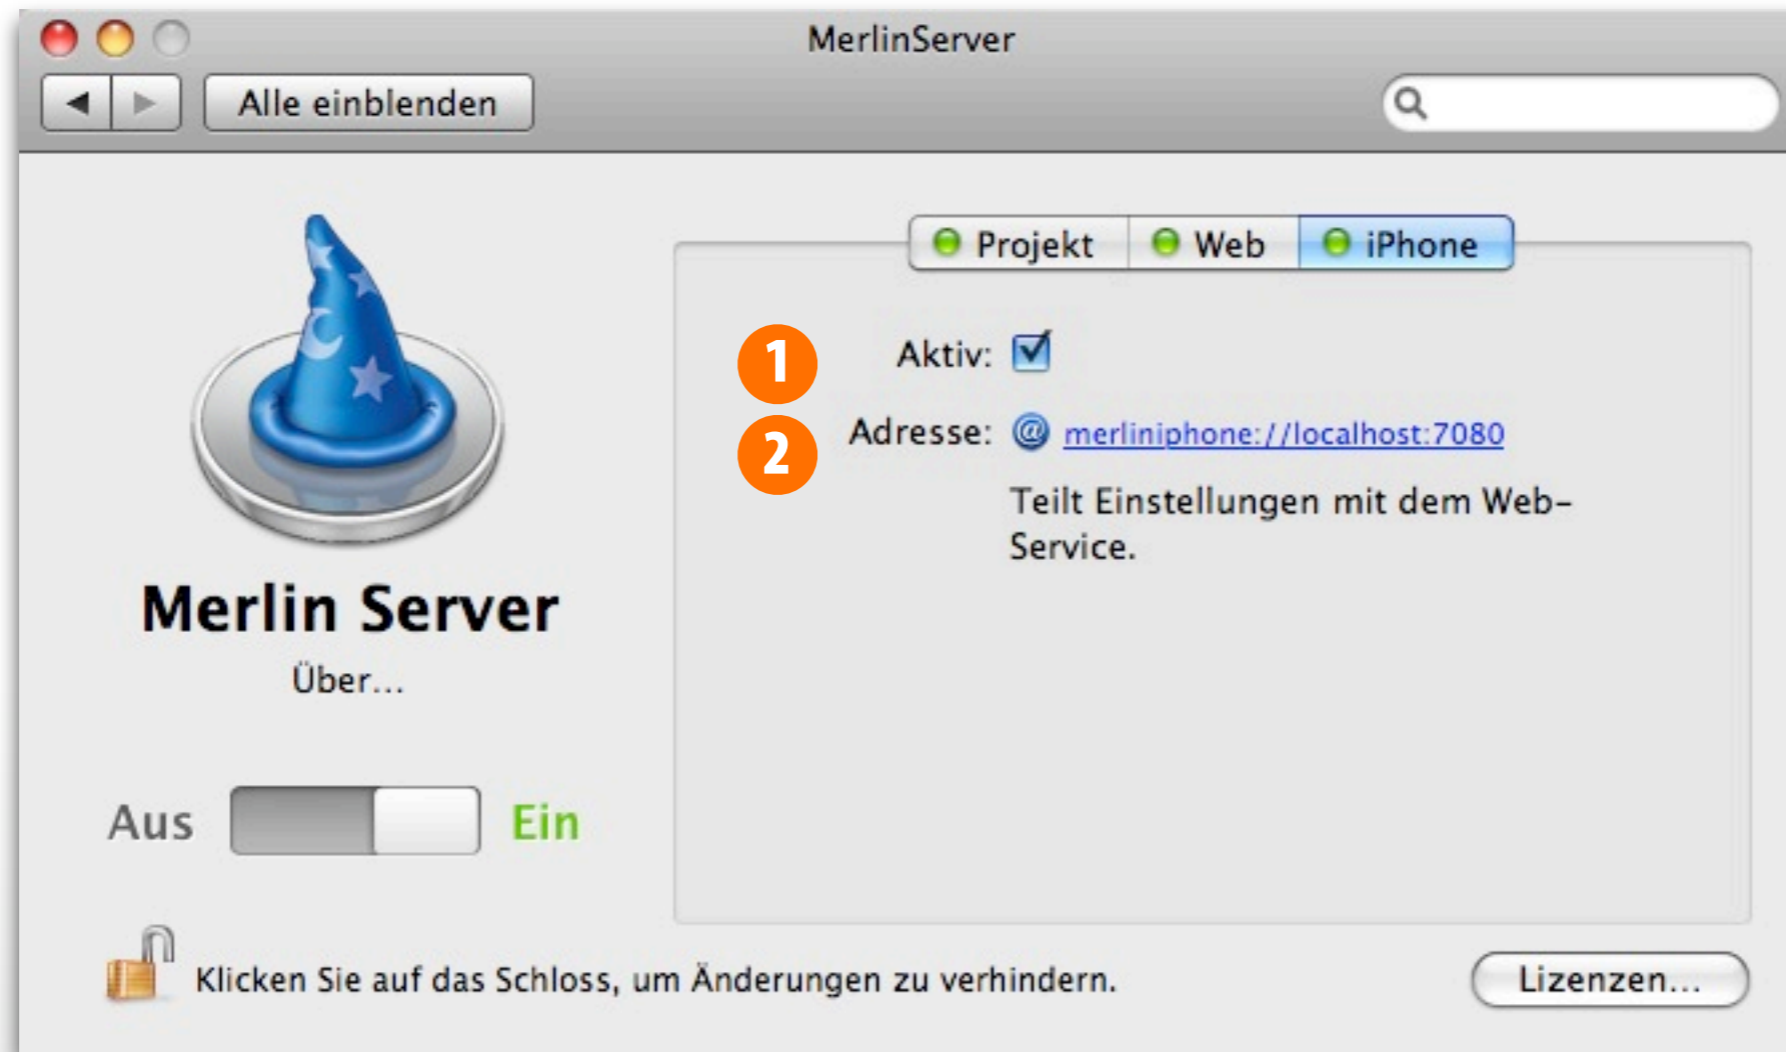 MerlinServer
Alle einblenden
Projekt
Web
iPhone
1
Aktiv:
2
Adresse: @ merliniphone://localhost:7080
Teilt Einstellungen mit dem Web-
Service.
Merlin Server
Über...
Aus
Ein
Klicken Sie auf das Schloss, um Änderungen zu verhindern.
Lizenzen...